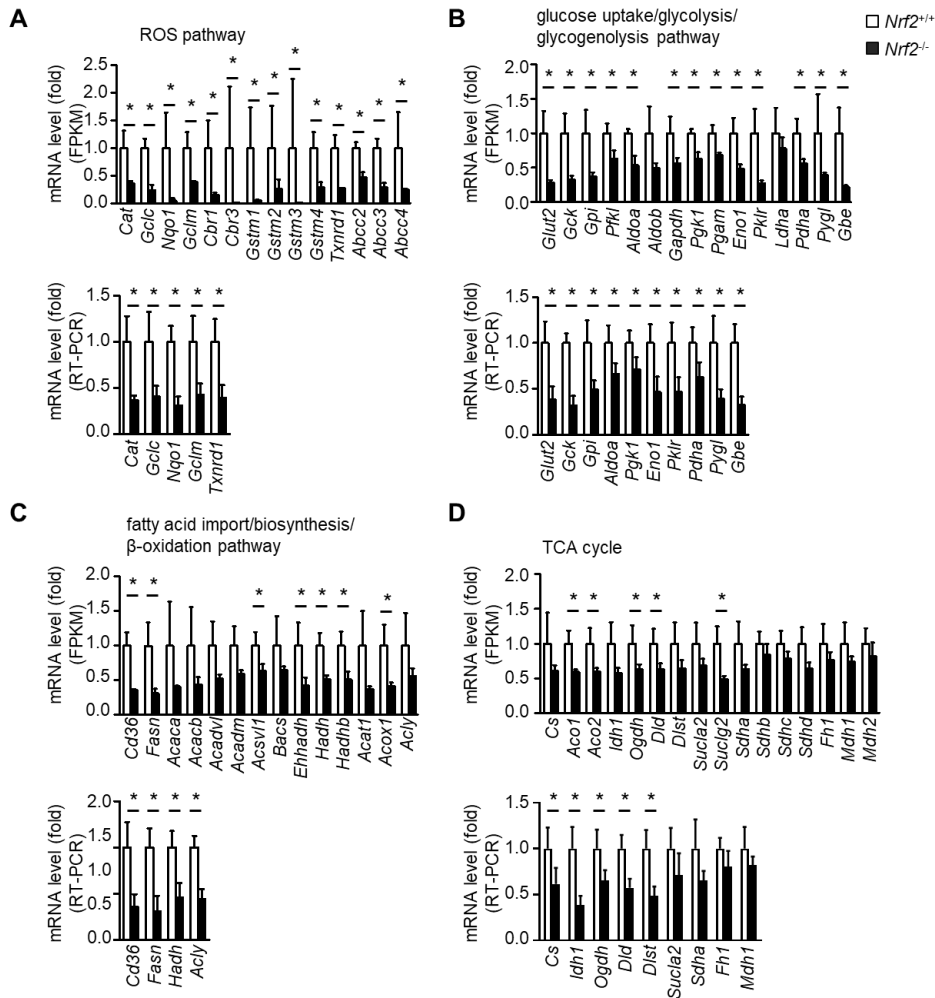 A
ROS pathway
mRNA level (fold)
(FPKM)
2.5
2.0
1.5
1.0
0.5
0.0
* * * * * * * * * * * * * *
Cat Gclc Nqo1 Gclm Cbr1 Cbr3 Gstm1 Gstm2 Gstm3 Gstm4 Txnrd1 Abcc2 Abcc3 Abcc4
mRNA level (fold)
(RT-PCR)
1.5
1.0
0.5
0.0
* * * * *
Cat Gclc Nqo1 Gclm Txnrd1
B
glucose uptake/glycolysis/
glycogenolysis pathway
Nrf2+/+
Nrf2-/-
mRNA level (fold)
(FPKM)
2.0
1.5
1.0
0.5
0.0
* * * * * * * * * * * * *
Glut2 Gck Gpi Pfkl Aldoa Aldob Gapdh Pgk1 Pgam Eno1 Pklr Ldha Pdha Pygl Gbe
mRNA level (fold)
(RT-PCR)
1.5
1.0
0.5
0.0
* * * * * * * * * *
Glut2 Gck Gpi Aldoa Pgk1 Eno1 Pklr Pdha Pygl Gbe
C
fatty acid import/biosynthesis/
β-oxidation pathway
mRNA level (fold)
(FPKM)
2.0
1.5
1.0
0.5
0.0
* * * * * * *
Cd36 Fasn Acaca Acacb Acadvl Acadm Acsvl1 Bacs Ehhadh Hadh Hadhb Acat1 Acox1 Acly
mRNA level (fold)
(RT-PCR)
2.0
1.5
1.0
0.5
0.0
* * * *
Cd36 Fasn Hadh Acly
D
TCA cycle
mRNA level (fold)
(FPKM)
2.0
1.5
1.0
0.5
0.0
* * * * *
Cs Aco1 Aco2 Idh1 Ogdh Dld Dlst Sucla2 Suclg2 Sdha Sdhb Sdhc Sdhd Fh1 Mdh1 Mdh2
mRNA level (fold)
(RT-PCR)
1.5
1.0
0.5
0.0
* * * * *
Cs Idh1 Ogdh Dld Dlst Sucla2 Sdha Fh1 Mdh1